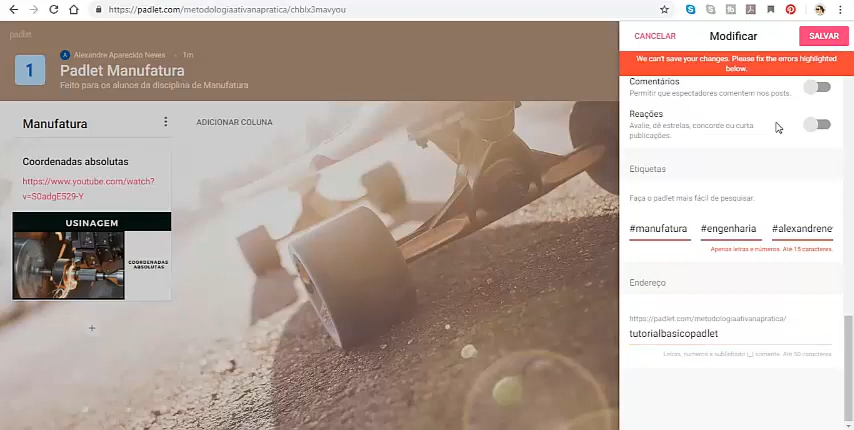 https://padlet.com/metodologiaativanapratica/chblx3mavyou
padlet
Alexandre Aparecido Neves · 1m
1
Padlet Manufatura
Feito para os alunos da disciplina de Manufatura
Manufatura
ADICIONAR COLUNA
Coordenadas absolutas
https://www.youtube.com/watch?
v=S0adgE529-Y
USINAGEM
COORDENADAS
ABSOLUTAS
+
CANCELAR
Modificar
SALVAR
We can't save your changes. Please fix the errors highlighted
below.
Comentários
Permitir que espectadores comentem nos posts.
Reações
Avalie, dê estrelas, concorde ou curta
publicações.
Etiquetas
Faça o padlet mais fácil de pesquisar.
#manufatura #engenharia #alexandrene
Apenas letras e números. Até 15 caracteres.
Endereço
https://padlet.com/metodologiaativanapratica/
tutorialbasicopadlet
Letras, números e sublinhado (_) somente. Até 50 caracteres